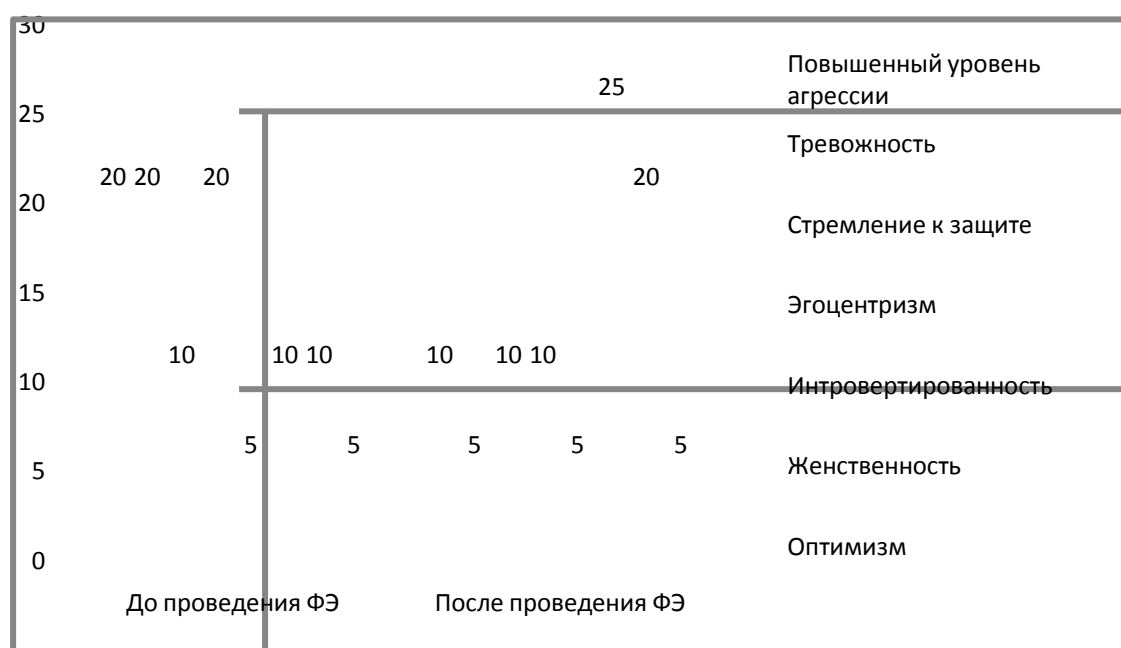 30
Повышенный уровень
агрессии
25
25
Тревожность
20 20 20 20
20
Стремление к защите
15
Эгоцентризм
10 10 10 10 10 10
10
Интровертированность
5 5 5 5 5
5
Женственность
0
Оптимизм
До проведения ФЭ После проведения ФЭ